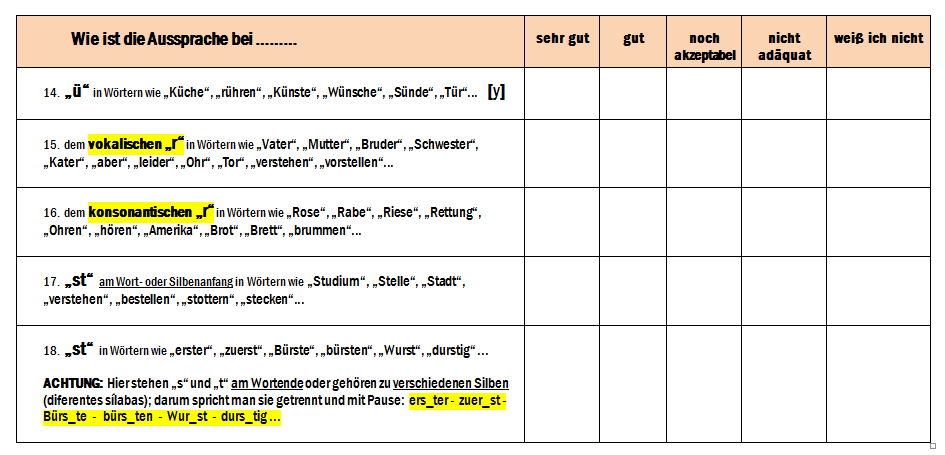 Wie ist die Aussprache bei ......... sehr gut gut noch akzeptabel nicht adäquat weiß ich nicht
14. „ü“ in Wörtern wie „Küche“, „rühren“, „Künste“, „Wünsche“, „Sünde“, „Tür“... [y]
15. dem vokalischen „r“ in Wörtern wie „Vater“, „Mutter“, „Bruder“, „Schwester“,
„Kater“, „aber“, „leider“, „Ohr“, „Tor“, „verstehen“, „vorstellen“...
16. dem konsonantischen „r“ in Wörtern wie „Rose“, „Rabe“, „Riese“, „Rettung“,
„Ohren“, „hören“, „Amerika“, „Brot“, „Brett“, „brummen“...
17. „st“ am Wort- oder Silbenanfang in Wörtern wie „Studium“, „Stelle“, „Stadt“,
„verstehen“, „bestellen“, „stottern“, „stecken“...
18. „st“ in Wörtern wie „erster“, „zuerst“, „Bürste“, „bürsten“, „Wurst“, „durstig“ ...
ACHTUNG: Hier stehen „s“ und „t“ am Wortende oder gehören zu verschiedenen Silben
(diferentes sílabas); darum spricht man sie getrennt und mit Pause: ers_ter - zuer_st -
Bürs_te - bürs_ten - Wur_st - durs_tig ...